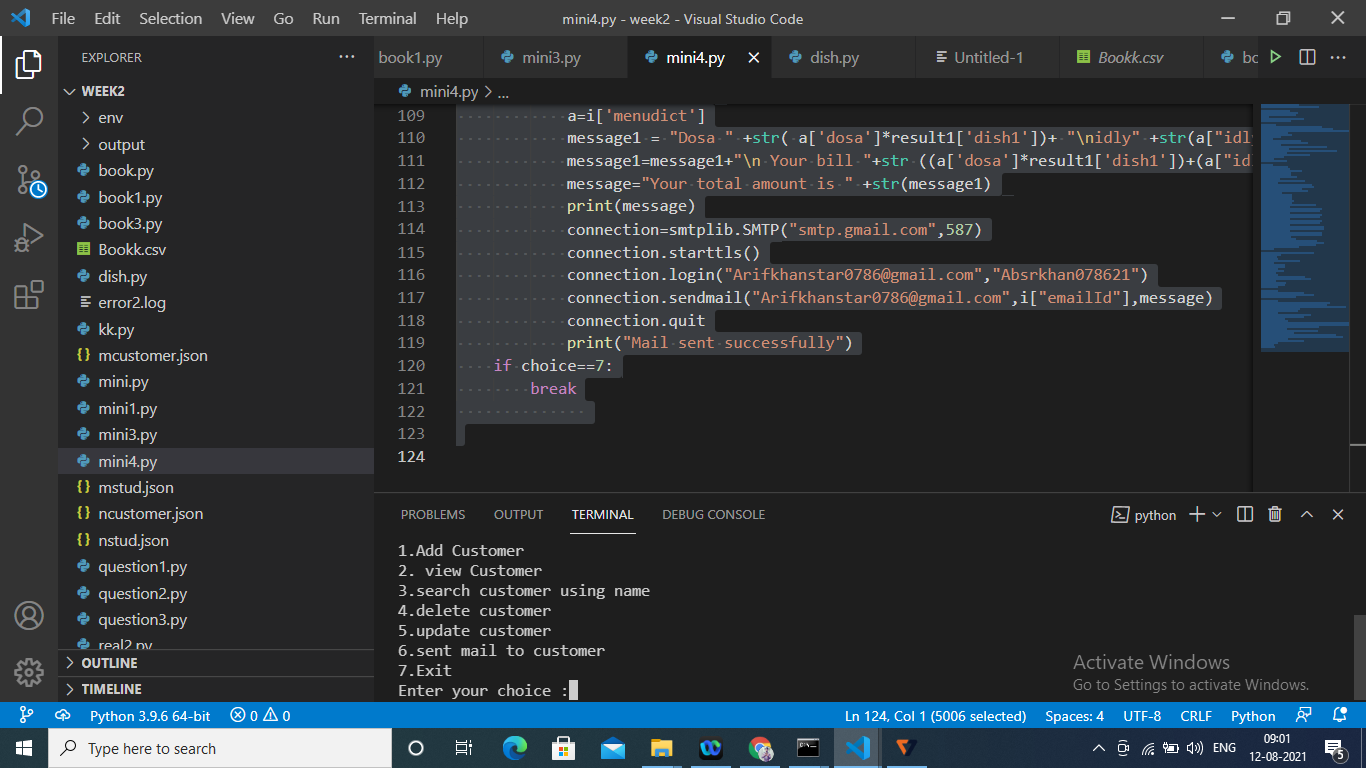 File Edit Selection View Go Run Terminal Help
mini4.py - week2 - Visual Studio Code
EXPLORER
WEEK2
env
output
book.py
book1.py
book3.py
Bookk.csv
dish.py
error2.log
kk.py
mcustomer.json
mini.py
mini1.py
mini3.py
mini4.py
mstud.json
ncustomer.json
nstud.json
question1.py
question2.py
question3.py
real2.py
OUTLINE
TIMELINE
book1.py mini3.py mini4.py dish.py Untitled-1 Bookk.csv bo
mini4.py > ...
109 a=i['menudict']
110 message1 = "Dosa " +str( a['dosa']*result1['dish1'])+ "\nidly" +str(a["idly
111 message1=message1+"\n Your bill "+str ((a['dosa']*result1['dish1'])+(a["id
112 message="Your total amount is " +str(message1)
113 print(message)
114 connection=smtplib.SMTP("smtp.gmail.com",587)
115 connection.starttls()
116 connection.login("Arifkhanstar0786@gmail.com","Absrkhan078621")
117 connection.sendmail("Arifkhanstar0786@gmail.com",i["emailId"],message)
118 connection.quit
119 print("Mail sent successfully")
120 if choice==7:
121 break
122
123
124
PROBLEMS OUTPUT TERMINAL DEBUG CONSOLE
python
1.Add Customer
2. view Customer
3.search customer using name
4.delete customer
5.update customer
6.sent mail to customer
7.Exit
Enter your choice :
Activate Windows
Go to Settings to activate Windows.
Python 3.9.6 64-bit 0 0 Ln 124, Col 1 (5006 selected) Spaces: 4 UTF-8 CRLF Python
Type here to search
ENG
09:01
12-08-2021
5